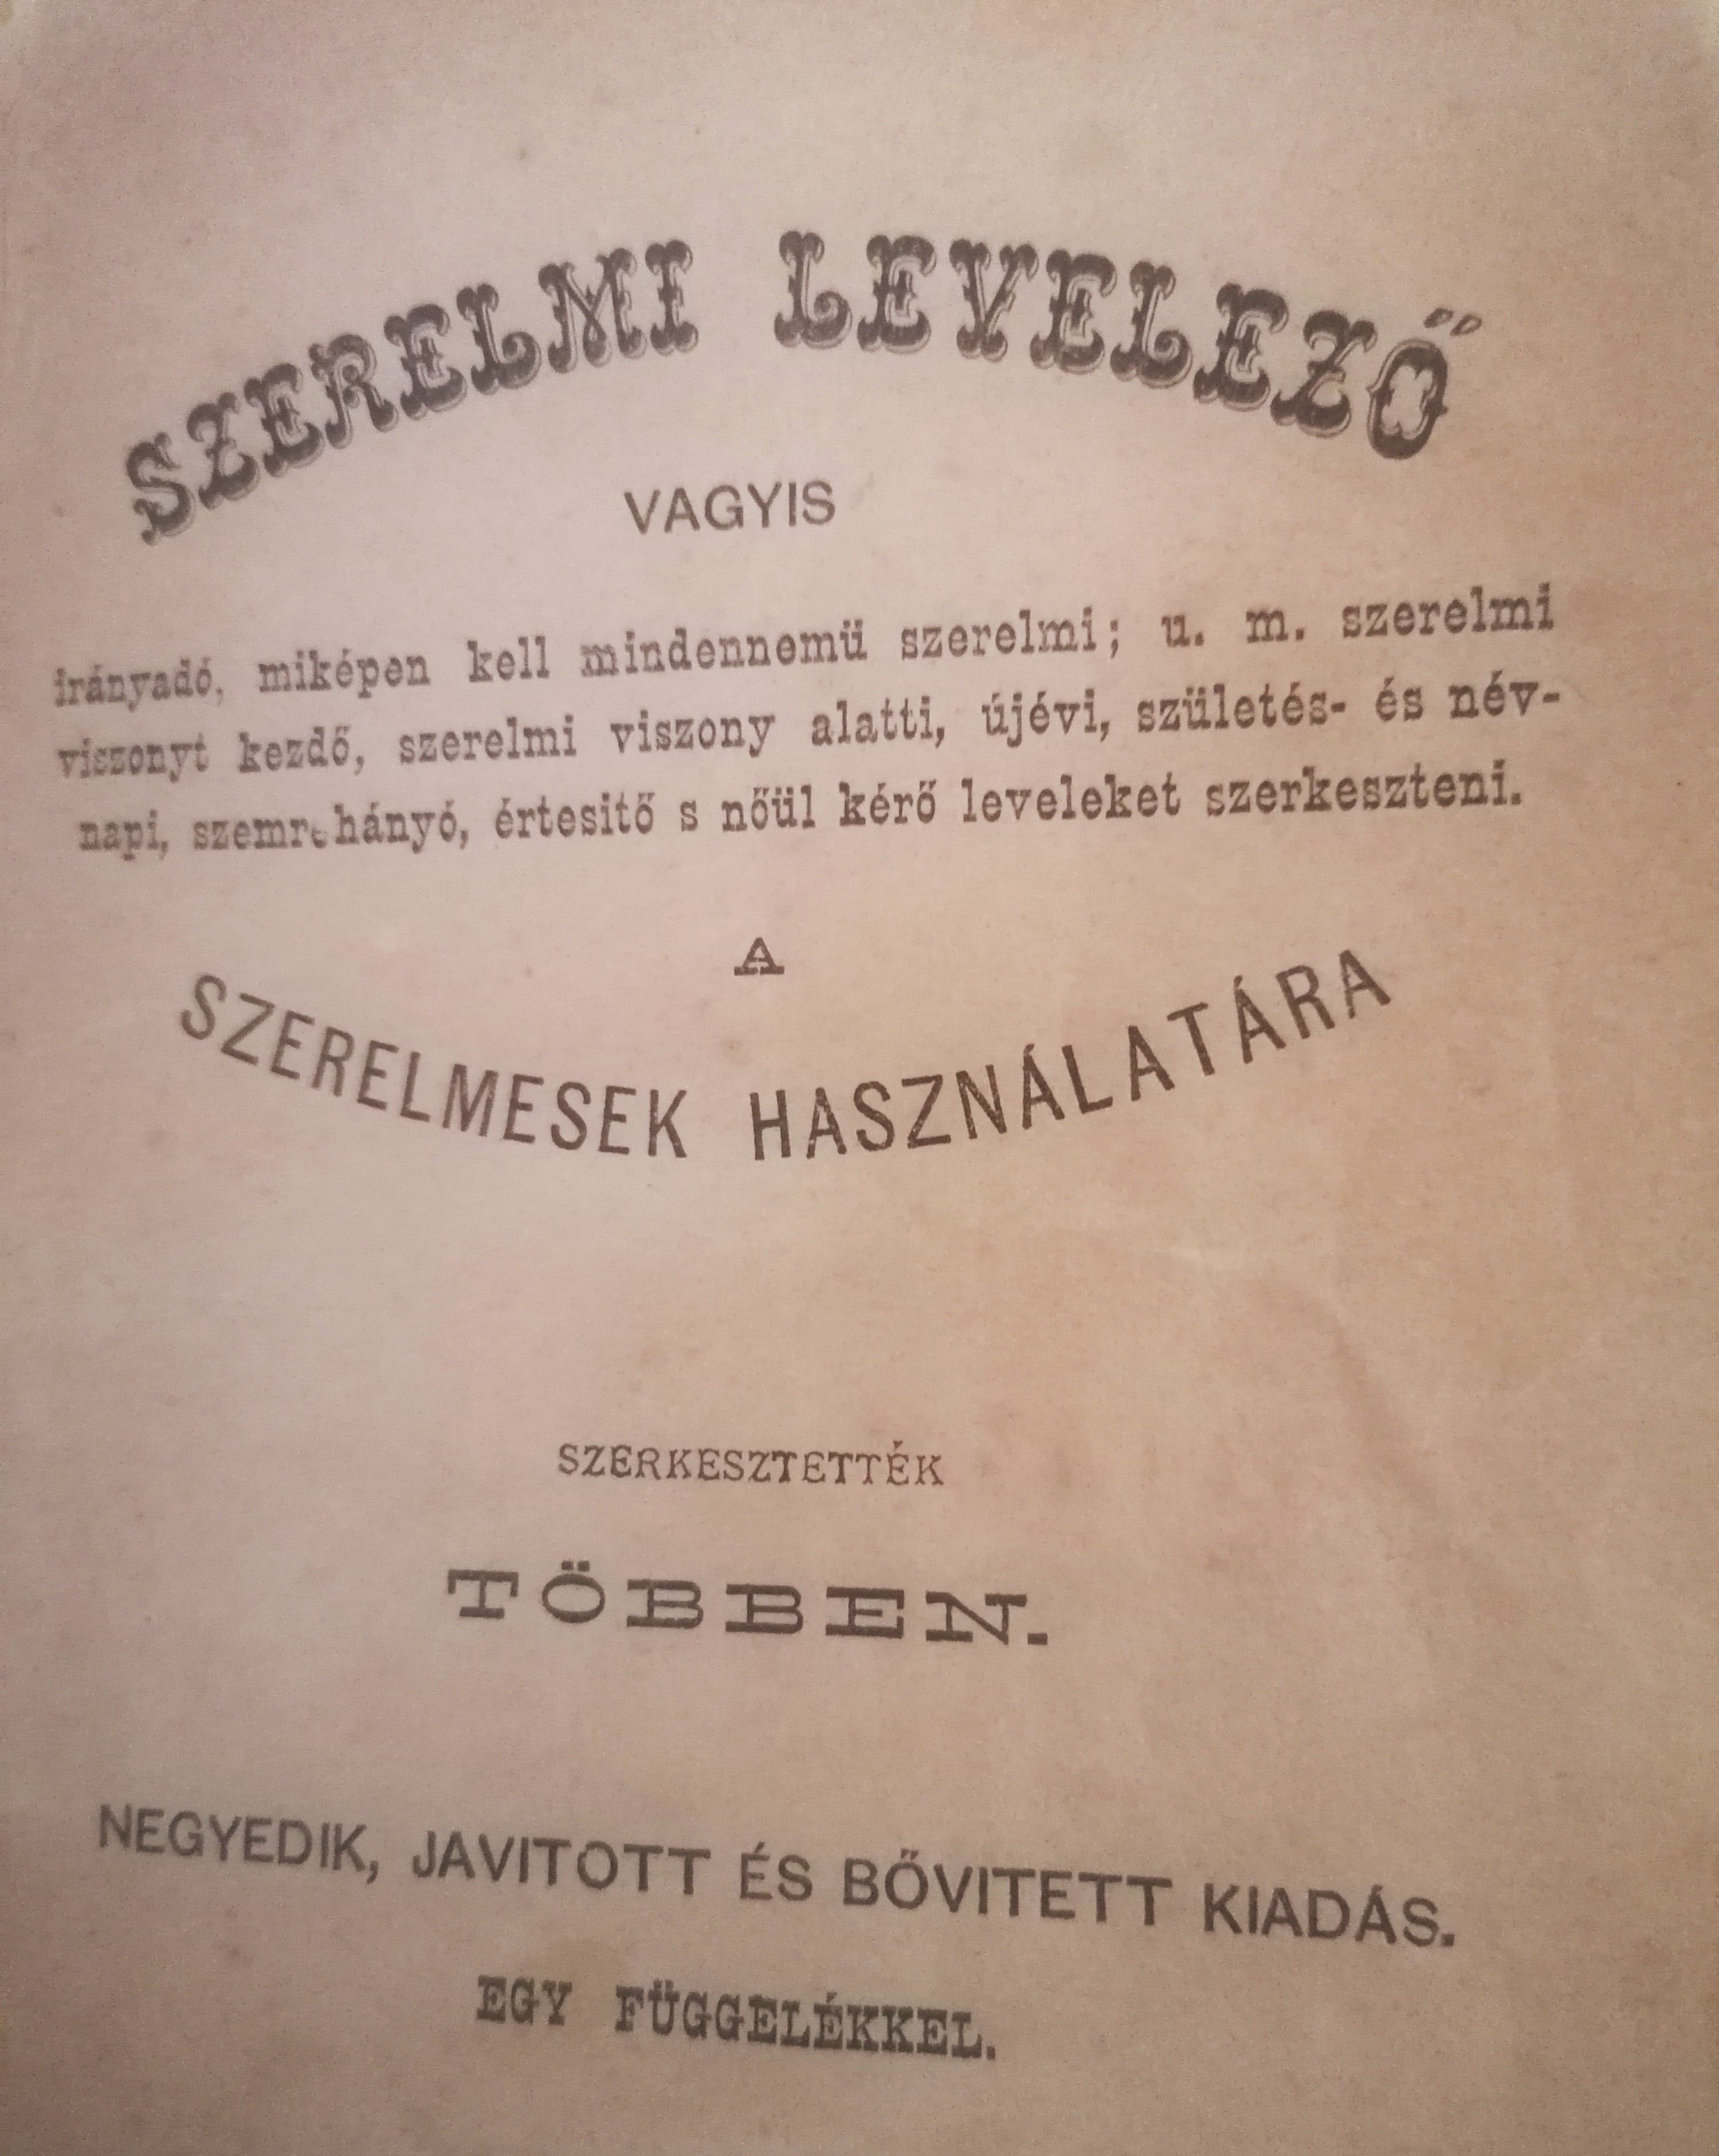 SZERELMI LEVELEZŐ
VAGYIS
irányadó, miképen kell mindennemü szerelmi; u. m. szerelmi
viszonyt kezdő, szerelmi viszony alatti, újévi, születés- és név-
napi, szemrehányó, értesitő s nőül kérő leveleket szerkeszteni.
A
SZERELMESEK HASZNÁLATÁRA
SZERKESZTETTÉK
TÖBBEN.
NEGYEDIK, JAVITOTT ÉS BŐVITETT KIADÁS.
EGY FÜGGELÉKKEL.